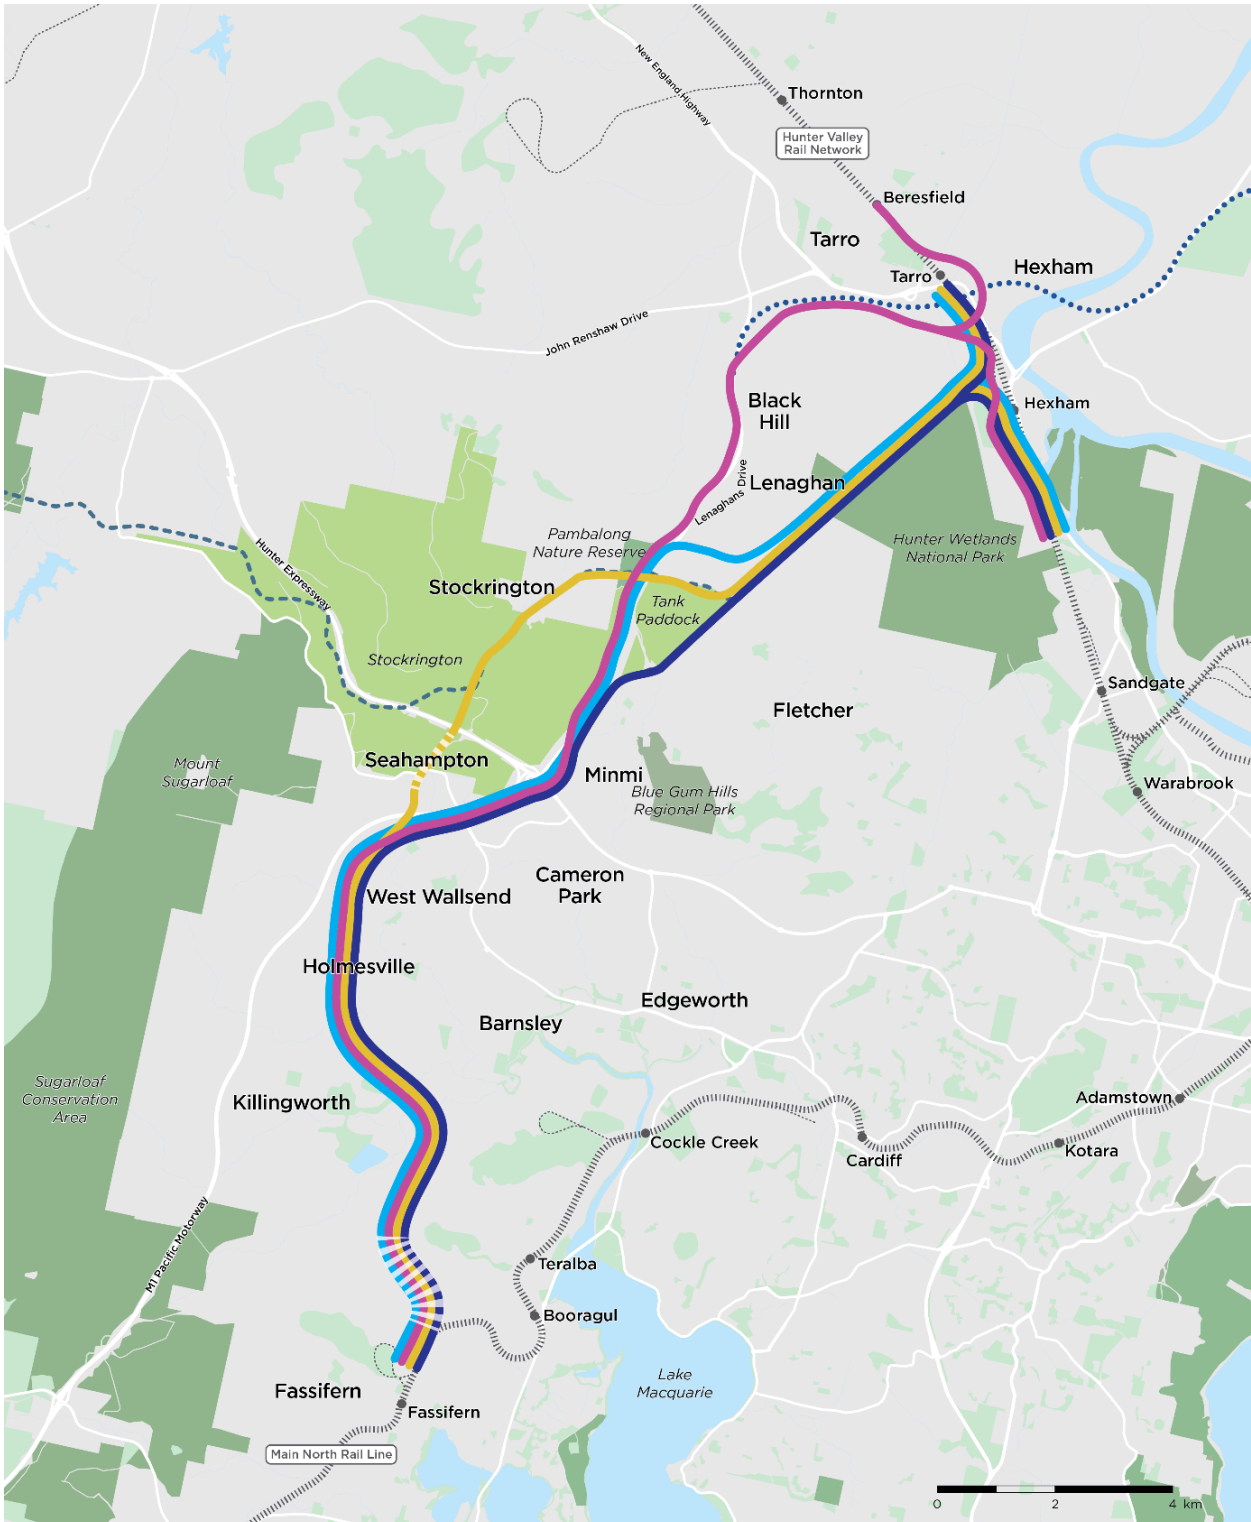 New England Highway
Thornton
Hunter Valley
Rail Network
Beresfield
Tarro
Hexham
Tarro
John Renshaw Drive
Black
Hill
Hexham
Lenaghan
Lenaghans Drive
Pambalong
Nature Reserve
Hunter Wetlands
National Park
Hunter Expressway
Stockrington
Tank
Paddock
Stockrington
Sandgate
Fletcher
Mount
Sugarloaf
Seahampton
Minmi
Blue Gum Hills
Regional Park
Warabrook
Cameron
Park
West Wallsend
Holmesville
Edgeworth
Barnsley
Sugarloaf
Conservation
Area
Killingworth
Adamstown
Cockle Creek
Cardiff
Kotara
M1 Pacific Motorway
Teralba
Booragul
Lake
Macquarie
Fassifern
Fassifern
Main North Rail Line
0 2 4 km